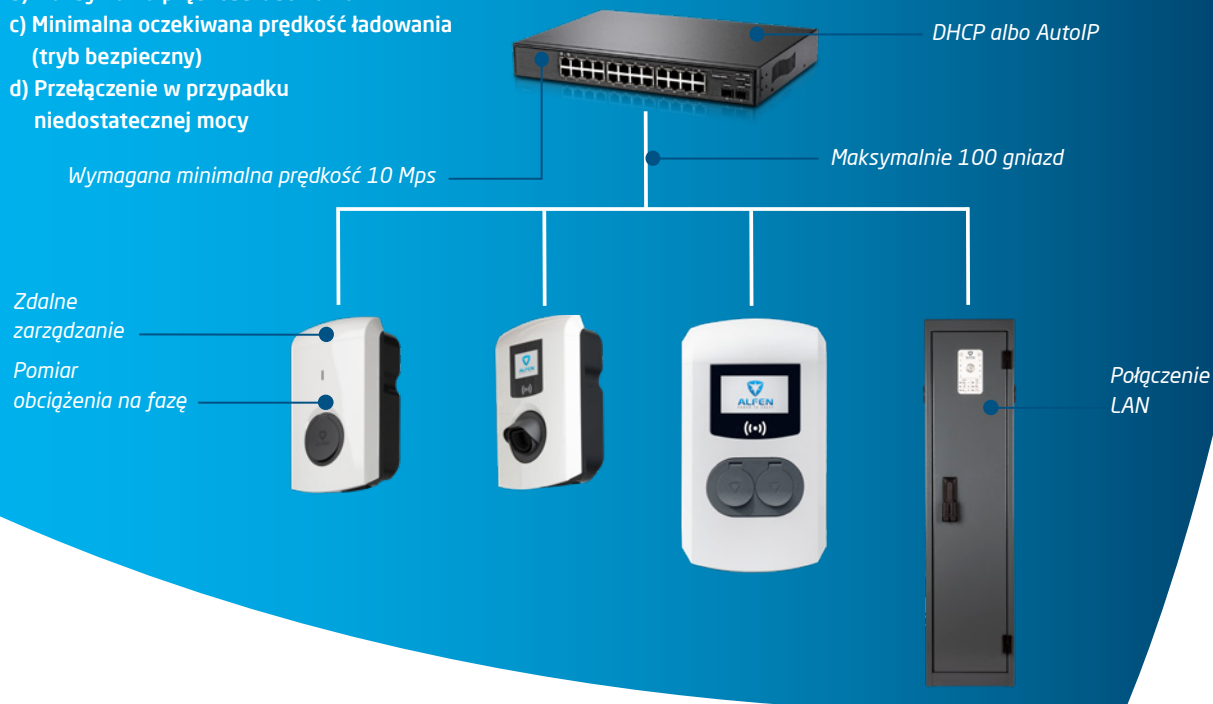 c) Minimalna oczekiwana prędkość ładowania
(tryb bezpieczny)
d) Przełączenie w przypadku
niedostatecznej mocy
DHCP albo AutoIP
Wymagana minimalna prędkość 10 Mps
Maksymalnie 100 gniazd
Zdalne
zarządzanie
Pomiar
obciążenia na fazę
Połączenie
LAN
ALFEN